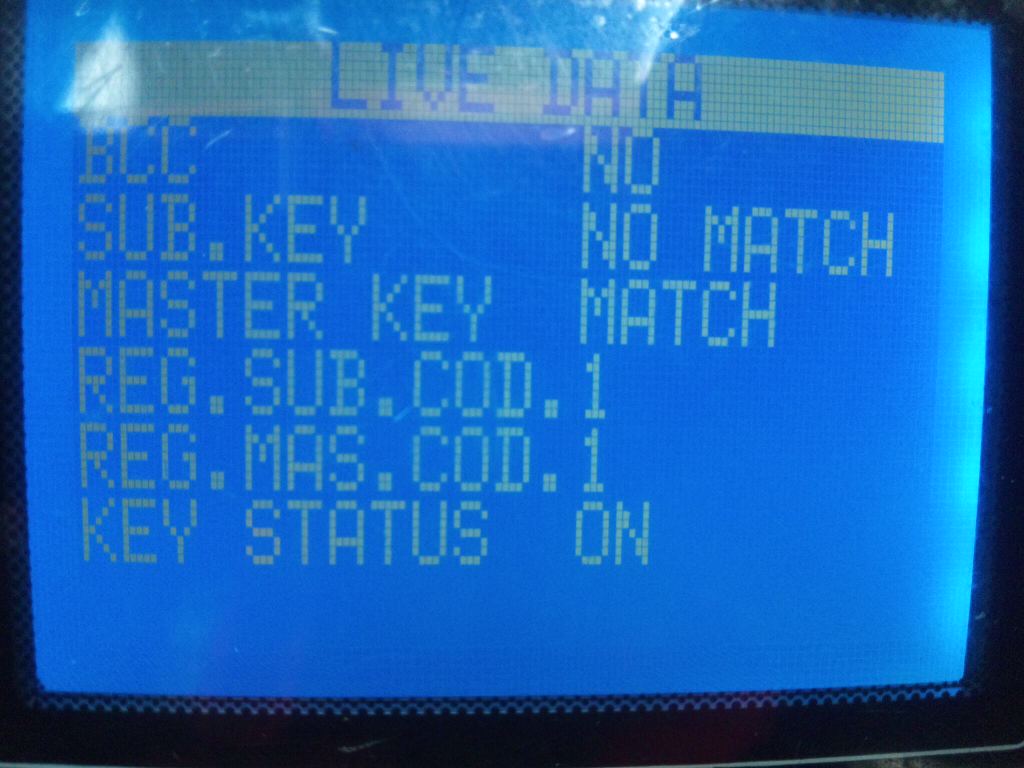 LIVE DATA
BCC NO
SUB.KEY NO MATCH
MASTER KEY MATCH
REG.SUB.COD.1
REG.MAS.COD.1
KEY STATUS ON